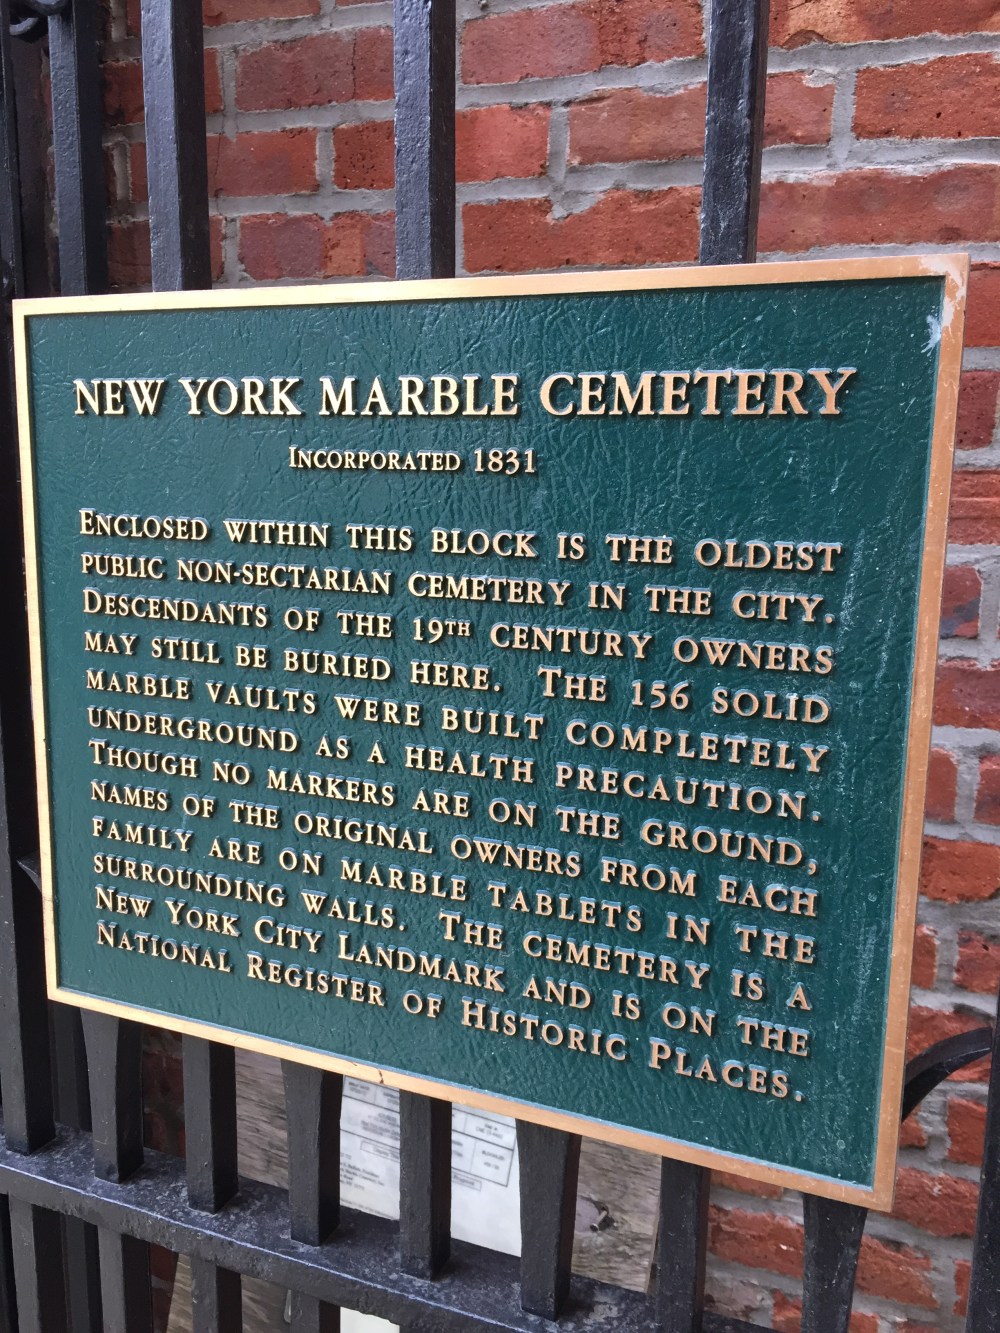 New York Marble Cemetery
Incorporated 1831
Enclosed within this block is the oldest
public non-sectarian cemetery in the city.
Descendants of the 19th century owners
may still be buried here. The 156 solid
marble vaults were built completely
underground as a health precaution.
Though no markers are on the ground,
names of the original owners from each
family are on marble tablets in the
surrounding walls. The cemetery is a
New York City Landmark and is on the
National Register of Historic Places.